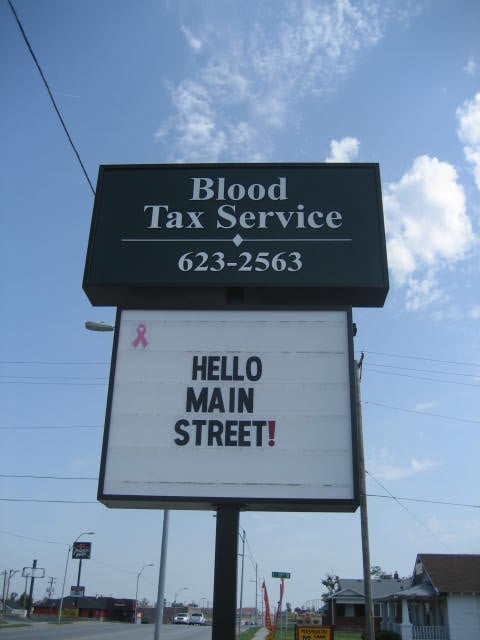 Blood
Tax Service
623-2563
HELLO
MAIN
STREET!